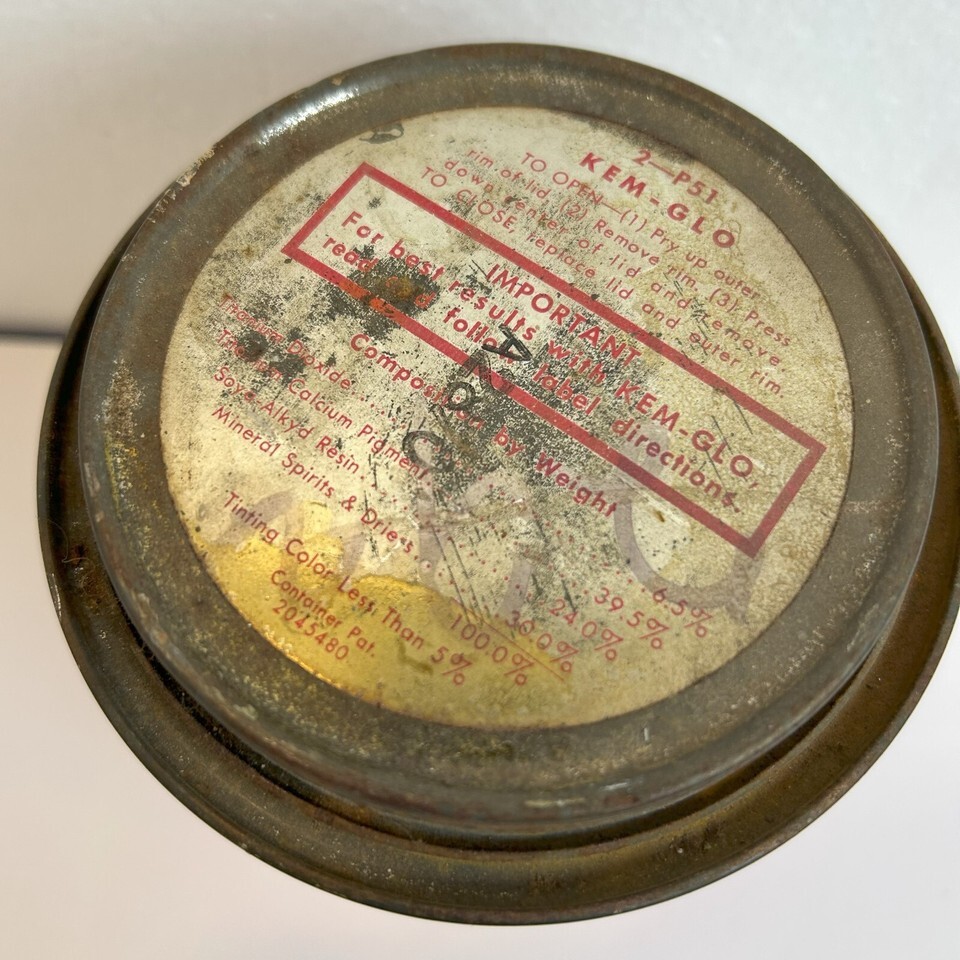 2—P51
KEM-GLO
TO OPEN—(1) Pry up outer
rim of lid (2) Remove rim. (3) Press
down center of lid and remove
TO CLOSE, replace lid and outer rim.
IMPORTANT
For best results with KEM-GLO,
read follow label directions.
Composition by Weight
Titanium Dioxide ..... 6.5%
Calcium Pigment ..... 39.5%
Soya Alkyd Resin ..... 24.0%
Mineral Spirits & Driers ..... 30.0%
100.0%
Tinting Color Less Than 5%
Container Pat.
2045480